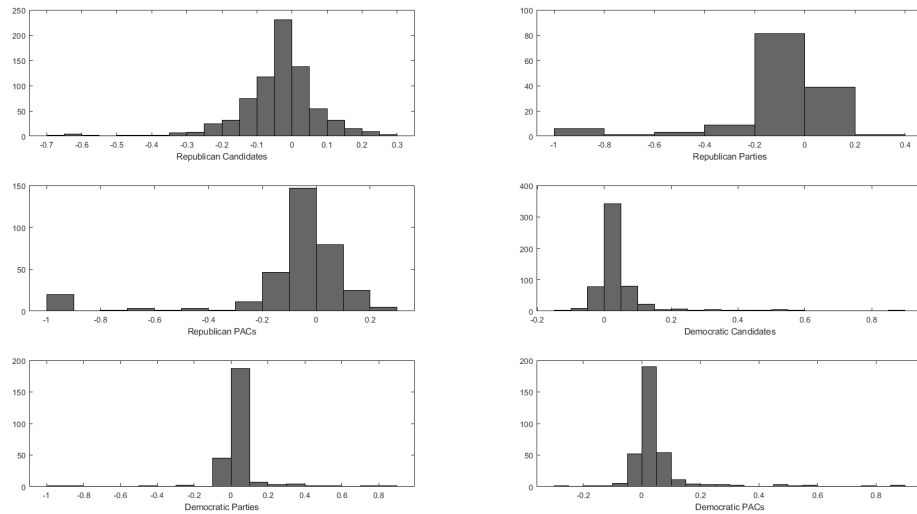 250
200
150
100
50
0
-0.7 -0.6 -0.5 -0.4 -0.3 -0.2 -0.1 0 0.1 0.2 0.3
Republican Candidates
100
80
60
40
20
0
-1 -0.8 -0.6 -0.4 -0.2 0 0.2 0.4
Republican Parties
150
100
50
0
-1 -0.8 -0.6 -0.4 -0.2 0 0.2
Republican PACs
400
300
200
100
0
-0.2 0 0.2 0.4 0.6 0.8
Democratic Candidates
200
150
100
50
0
-1 -0.8 -0.6 -0.4 -0.2 0 0.2 0.4 0.6 0.8
Democratic Parties
200
150
100
50
0
-0.2 0 0.2 0.4 0.6 0.8
Democratic PACs